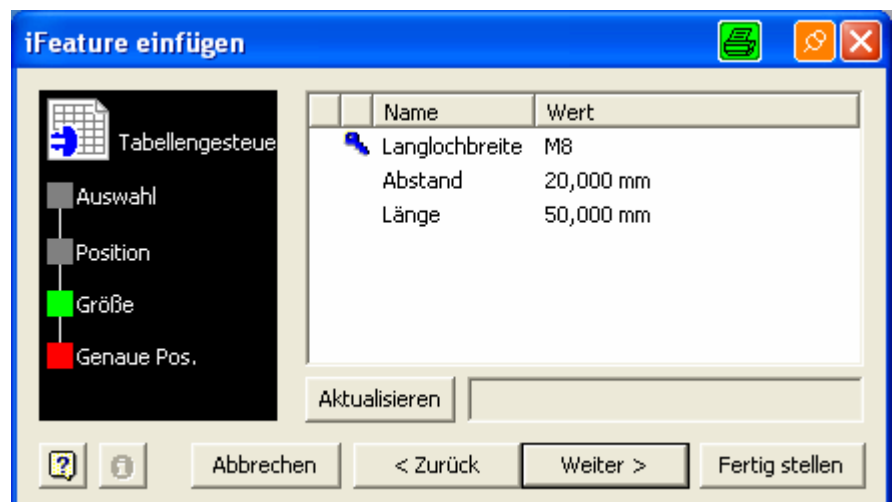 iFeature einfügen
Tabellengesteue
Auswahl
Position
Größe
Genaue Pos.
Name Wert
Langlochbreite M8
Abstand 20,000 mm
Länge 50,000 mm
Aktualisieren
Abbrechen < Zurück Weiter > Fertig stellen